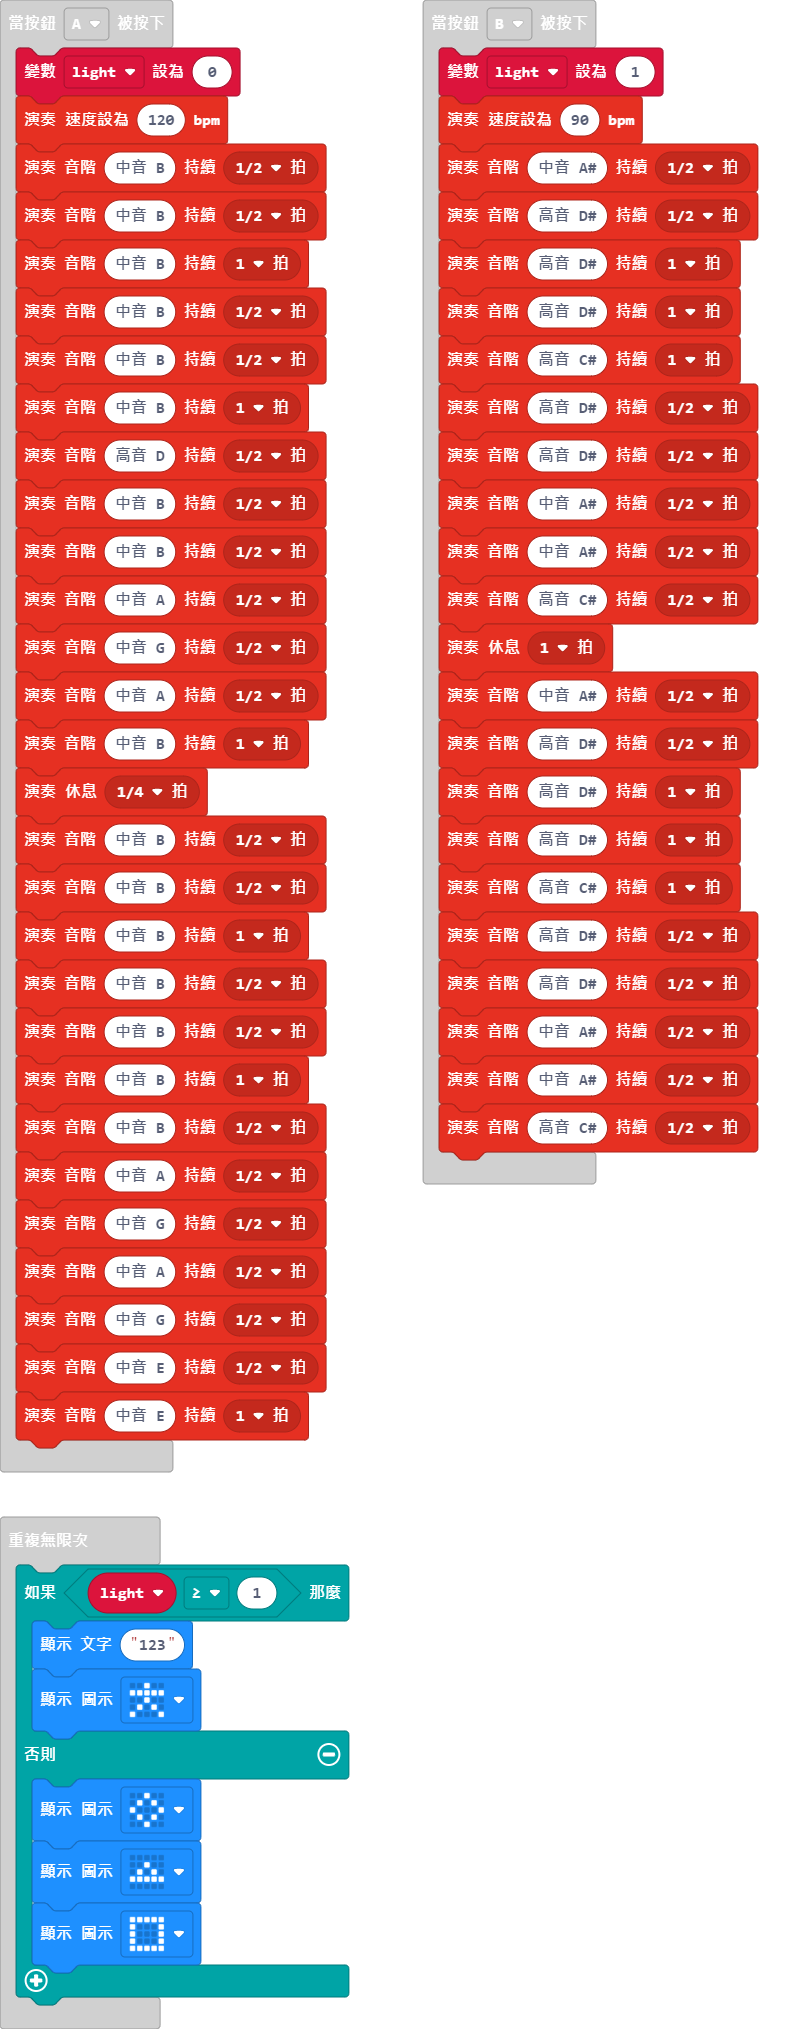 當按鈕 A 被按下
變數 light 設為 0
演奏 速度設為 120 bpm
演奏 音階 中音 B 持續 1/2 拍
演奏 音階 中音 B 持續 1/2 拍
演奏 音階 中音 B 持續 1 拍
演奏 音階 中音 B 持續 1/2 拍
演奏 音階 中音 B 持續 1/2 拍
演奏 音階 中音 B 持續 1 拍
演奏 音階 高音 D 持續 1/2 拍
演奏 音階 中音 B 持續 1/2 拍
演奏 音階 中音 B 持續 1/2 拍
演奏 音階 中音 A 持續 1/2 拍
演奏 音階 中音 G 持續 1/2 拍
演奏 音階 中音 A 持續 1/2 拍
演奏 音階 中音 B 持續 1 拍
演奏 休息 1/4 拍
演奏 音階 中音 B 持續 1/2 拍
演奏 音階 中音 B 持續 1/2 拍
演奏 音階 中音 B 持續 1 拍
演奏 音階 中音 B 持續 1/2 拍
演奏 音階 中音 B 持續 1/2 拍
演奏 音階 中音 B 持續 1 拍
演奏 音階 中音 B 持續 1/2 拍
演奏 音階 中音 A 持續 1/2 拍
演奏 音階 中音 G 持續 1/2 拍
演奏 音階 中音 A 持續 1/2 拍
演奏 音階 中音 G 持續 1/2 拍
演奏 音階 中音 E 持續 1/2 拍
演奏 音階 中音 E 持續 1 拍
當按鈕 B 被按下
變數 light 設為 1
演奏 速度設為 90 bpm
演奏 音階 中音 A# 持續 1/2 拍
演奏 音階 高音 D# 持續 1/2 拍
演奏 音階 高音 D# 持續 1 拍
演奏 音階 高音 D# 持續 1 拍
演奏 音階 高音 C# 持續 1 拍
演奏 音階 高音 D# 持續 1/2 拍
演奏 音階 高音 D# 持續 1/2 拍
演奏 音階 中音 A# 持續 1/2 拍
演奏 音階 中音 A# 持續 1/2 拍
演奏 音階 高音 C# 持續 1/2 拍
演奏 休息 1 拍
演奏 音階 中音 A# 持續 1/2 拍
演奏 音階 高音 D# 持續 1/2 拍
演奏 音階 高音 D# 持續 1 拍
演奏 音階 高音 D# 持續 1 拍
演奏 音階 高音 C# 持續 1 拍
演奏 音階 高音 D# 持續 1/2 拍
演奏 音階 高音 D# 持續 1/2 拍
演奏 音階 中音 A# 持續 1/2 拍
演奏 音階 中音 A# 持續 1/2 拍
演奏 音階 高音 C# 持續 1/2 拍
重複無限次
如果 light ≥ 1 那麼
顯示 文字 "123"
顯示 圖示
否則
顯示 圖示
顯示 圖示
顯示 圖示